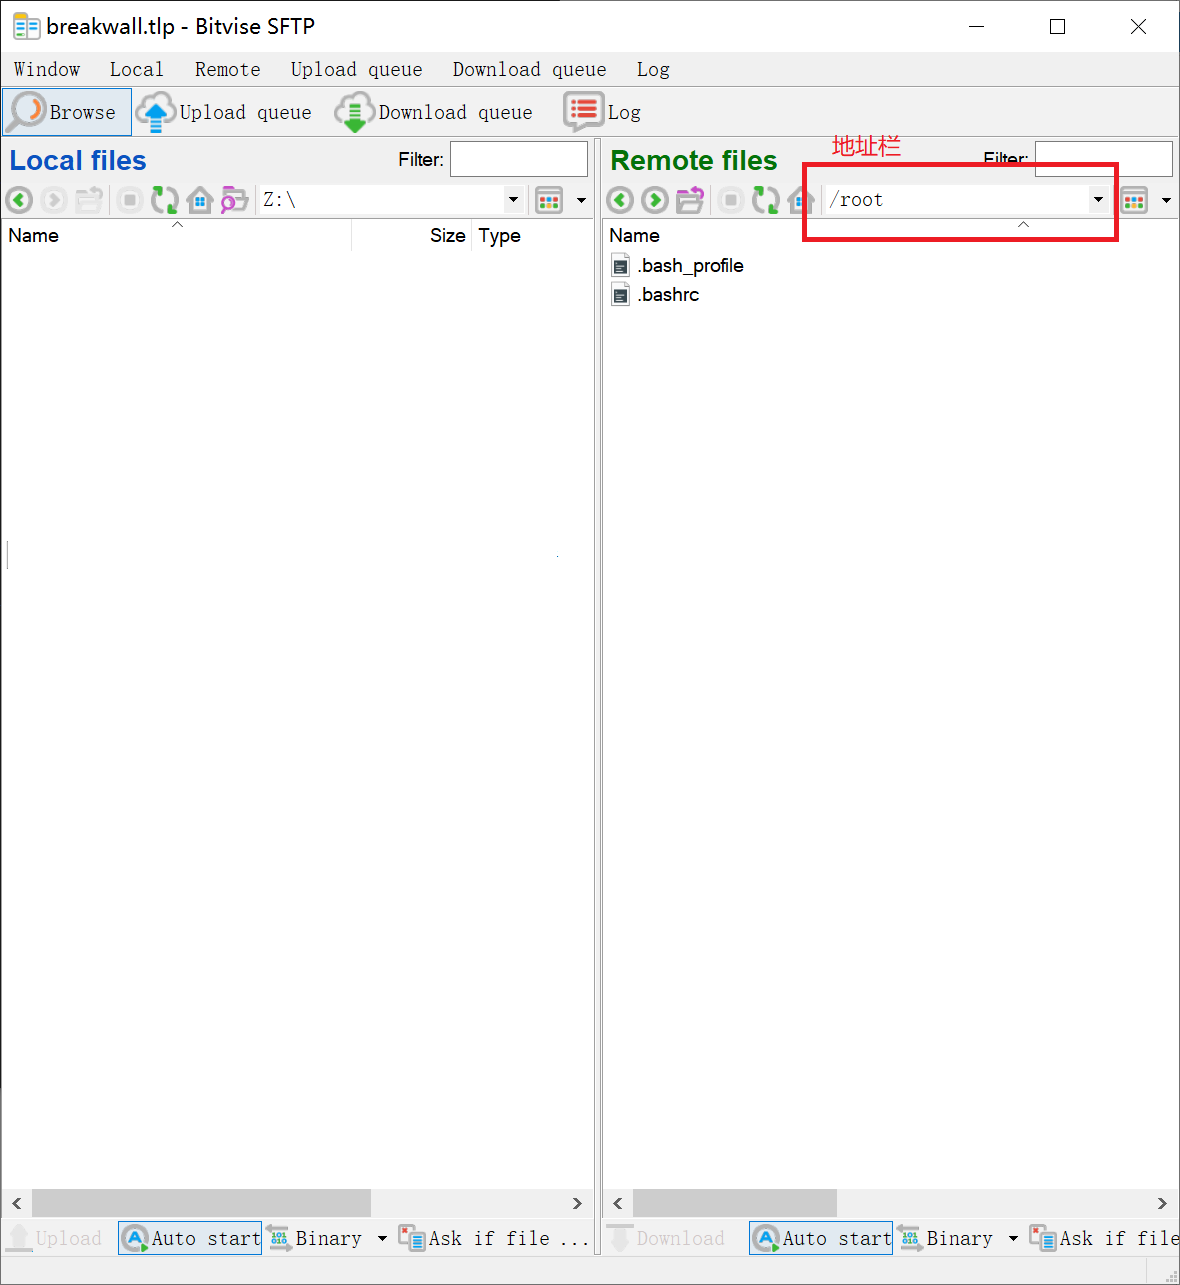 breakwall.tlp - Bitvise SFTP
Window Local Remote Upload queue Download queue Log
Browse Upload queue Download queue Log
地址栏
Local files Filter: Remote files Filter:
Z:\ /root
Name Size Type Name
.bash_profile
.bashrc
Upload Auto start Binary Ask if file ... Download Auto start Binary Ask if file